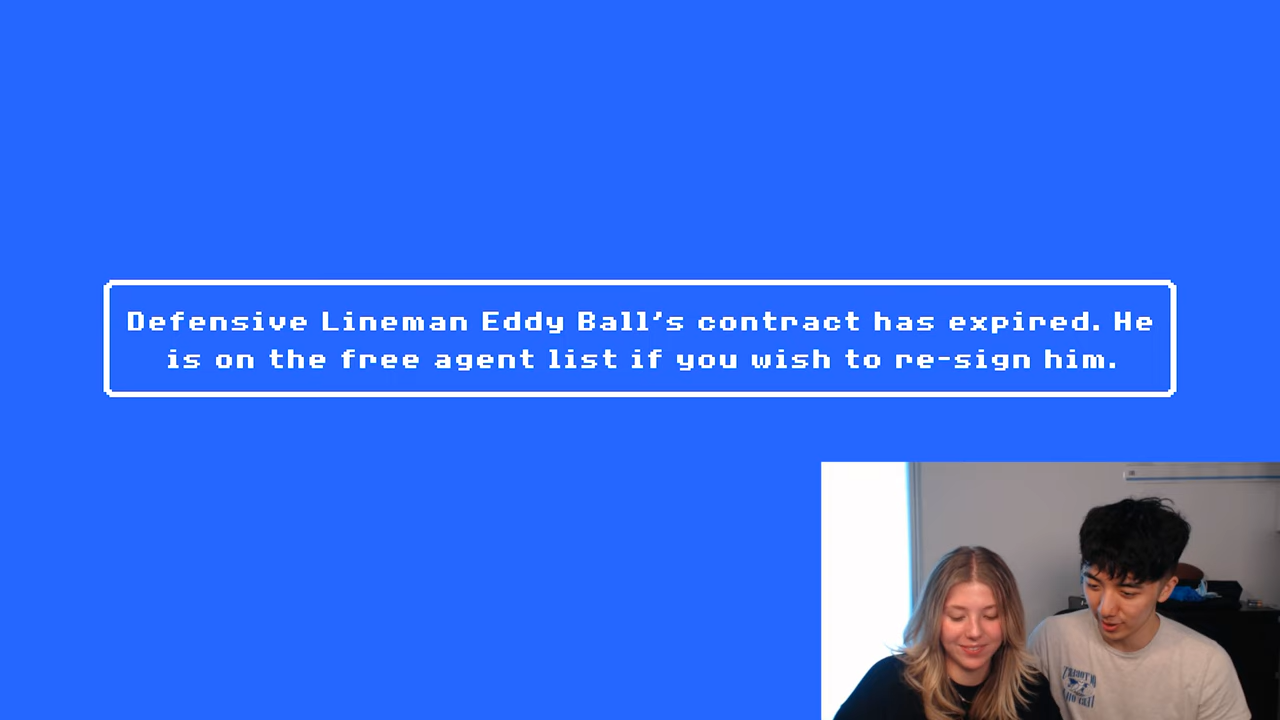 Defensive Lineman Eddy Ball's contract has expired. He
is on the free agent list if you wish to re-sign him.